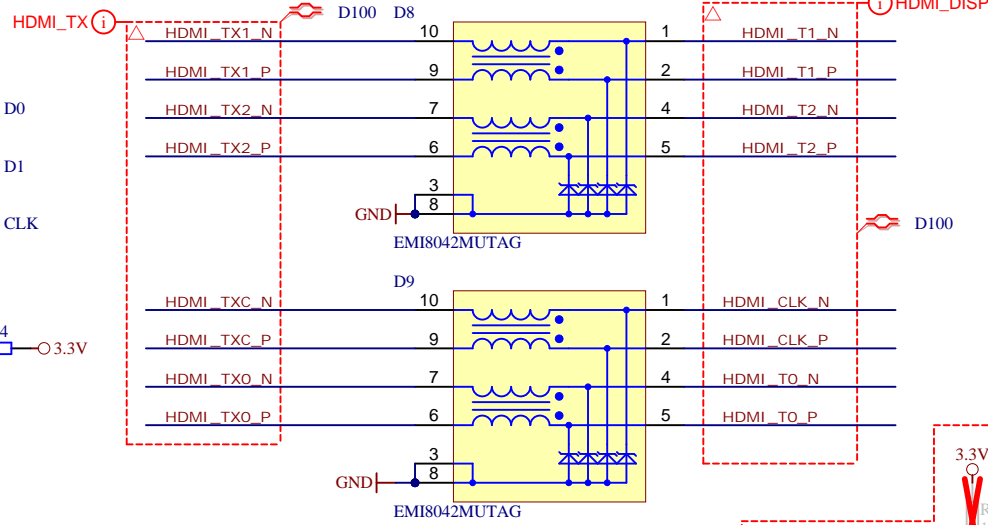 HDMI_TX i
D100 D8
i HDMI_DISP
HDMI_TX1_N 10 1 HDMI_T1_N
HDMI_TX1_P 9 2 HDMI_T1_P
D0 HDMI_TX2_N 7 4 HDMI_T2_N
HDMI_TX2_P 6 5 HDMI_T2_P
D1
3
GND 8
CLK
D100
EMI8042MUTAG
D9
HDMI_TXC_N 10 1 HDMI_CLK_N
4
3.3V
HDMI_TXC_P 9 2 HDMI_CLK_P
HDMI_TX0_N 7 4 HDMI_T0_N
HDMI_TX0_P 6 5 HDMI_T0_P
3
GND 8
3.3V
R
EMI8042MUTAG